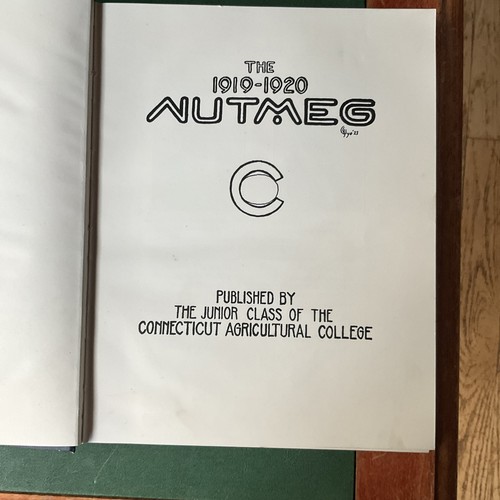 THE
1919-1920
NUTMEG
C
PUBLISHED BY
THE JUNIOR CLASS OF THE
CONNECTICUT AGRICULTURAL COLLEGE